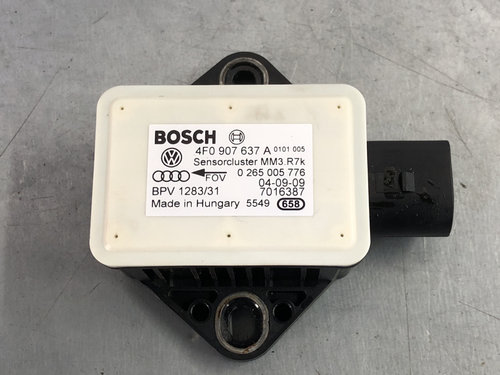 BOSCH
4F0 907 637 A 0101 005
Sensorcluster MM3.R7k
FOV 0 265 005 776
04-09-09
BPV 1283/31 7016387
Made in Hungary 5549 658